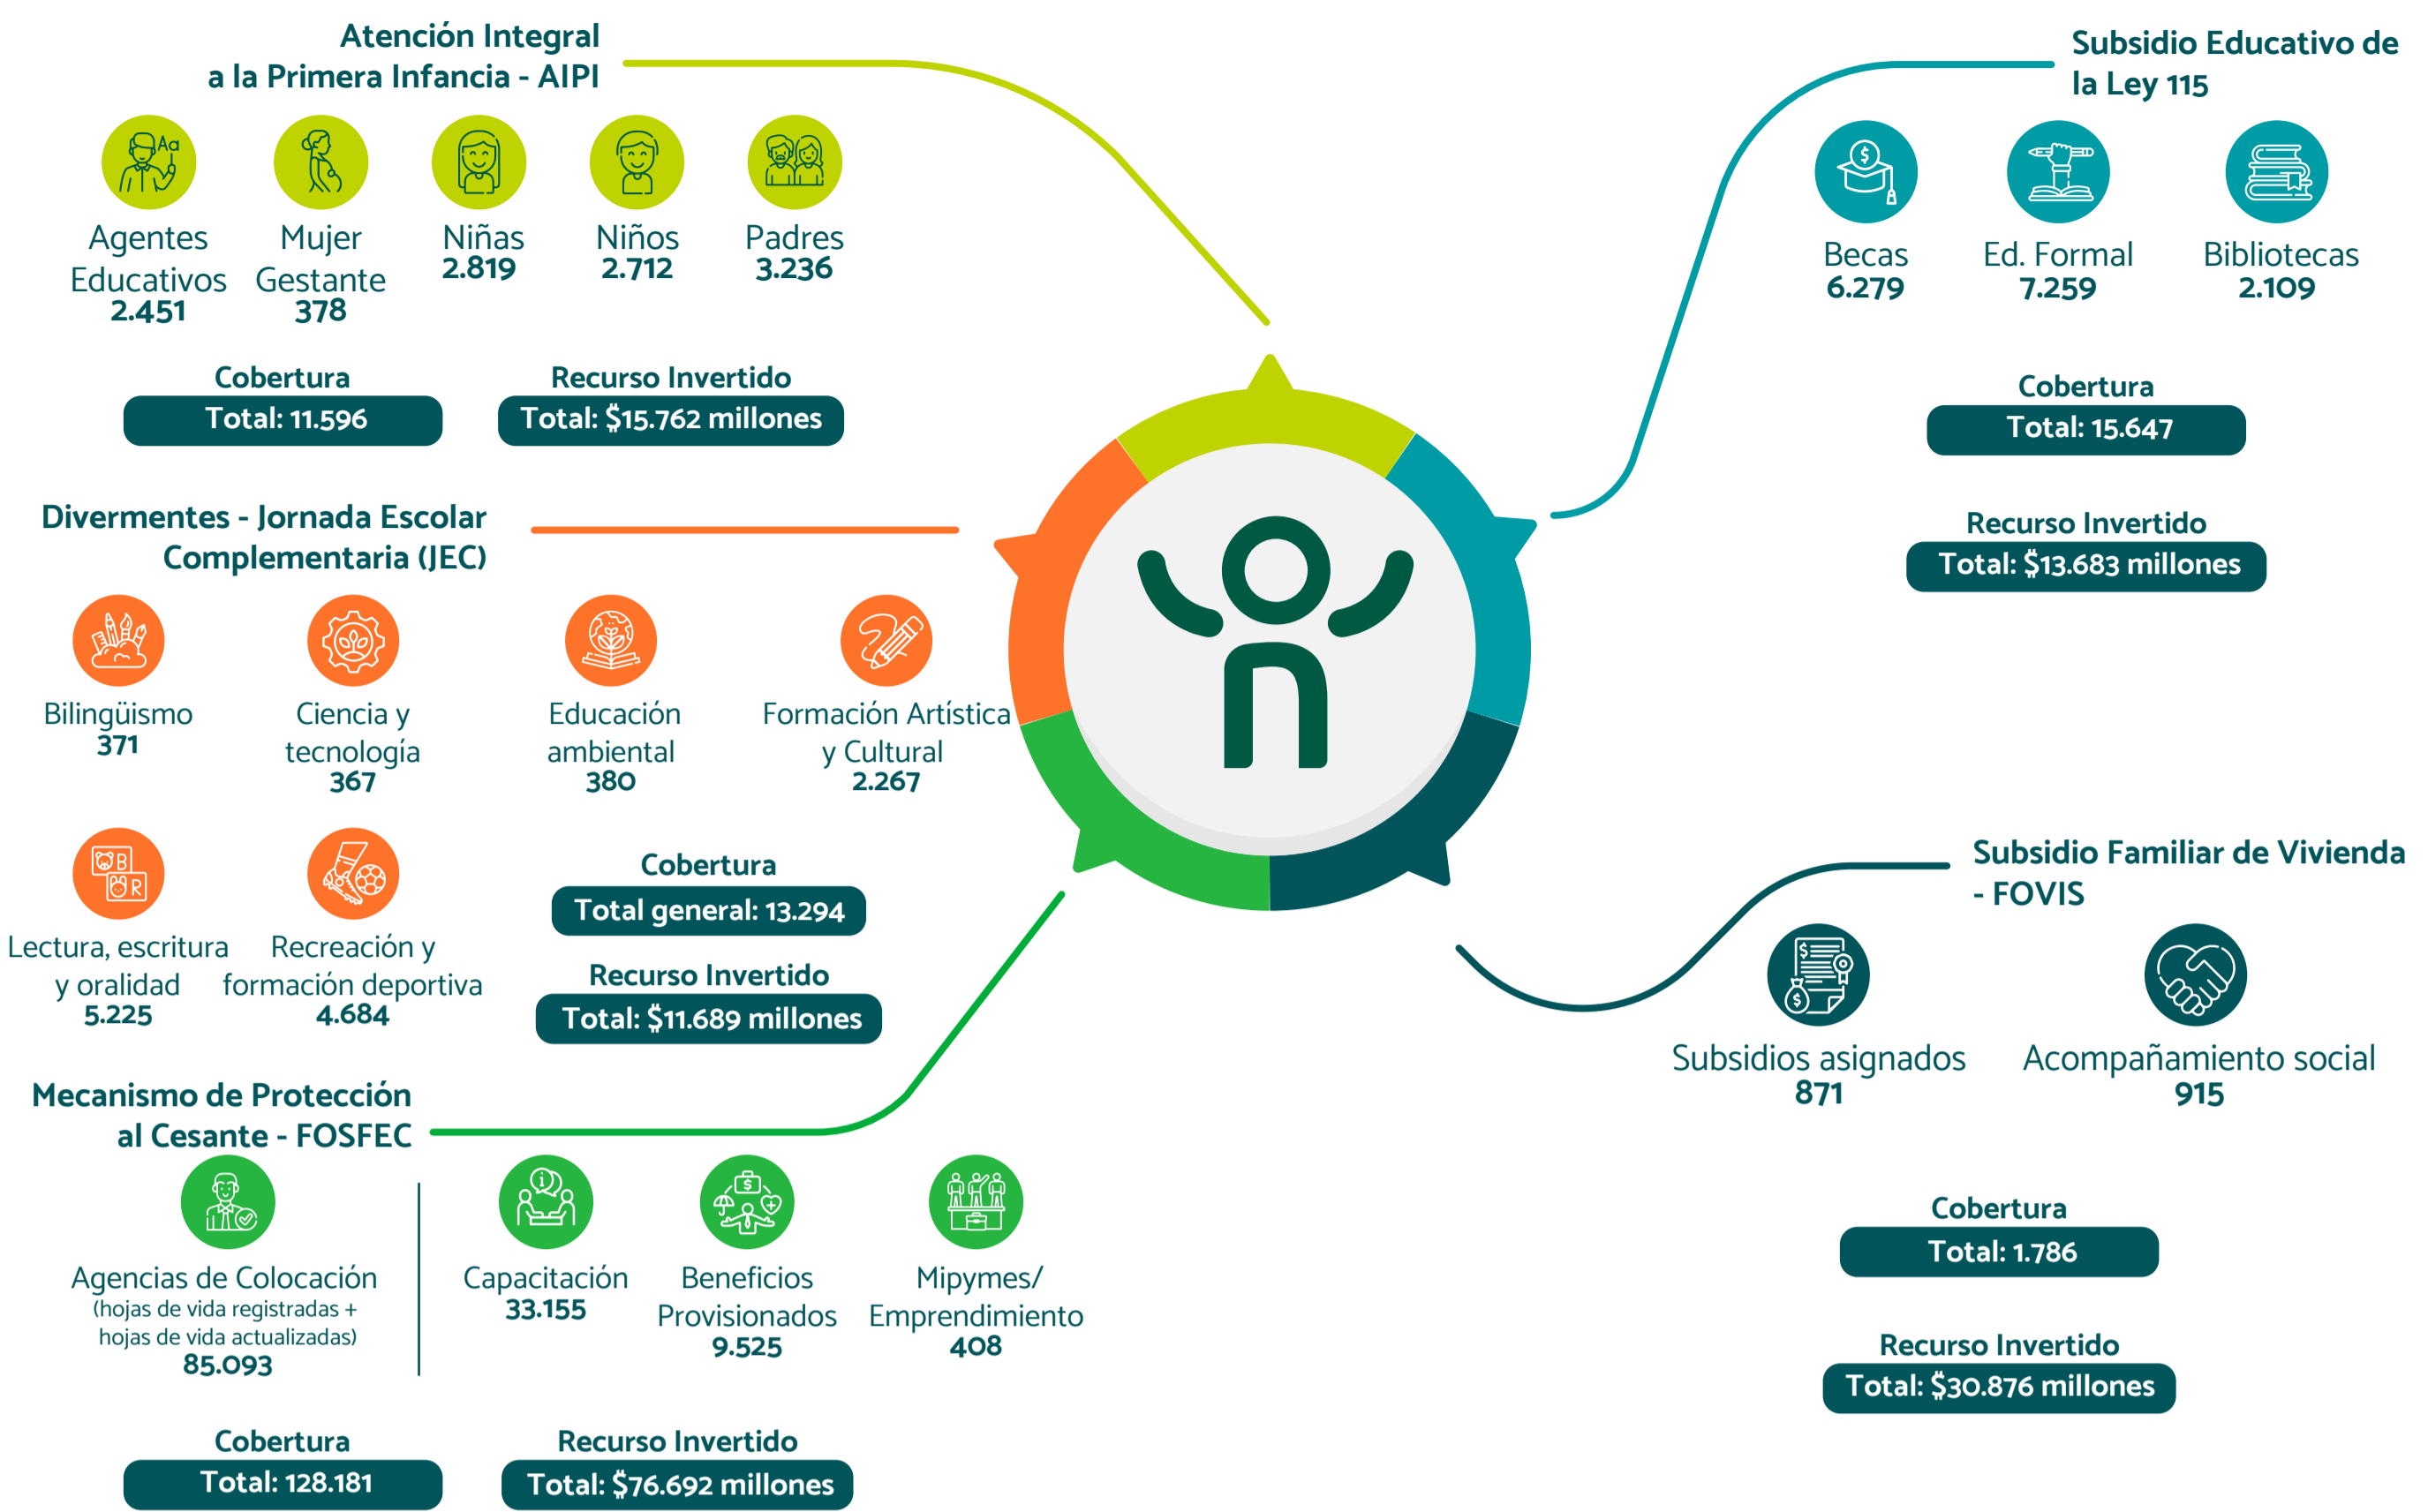 Atención Integral
a la Primera Infancia - AIPI
Agentes
Educativos
2.451
Mujer
Gestante
378
Niñas
2.819
Niños
2.712
Padres
3.236
Cobertura
Total: 11.596
Recurso Invertido
Total: $15.762 millones
Subsidio Educativo de
la Ley 115
Becas
6.279
Ed. Formal
7.259
Bibliotecas
2.109
Cobertura
Total: 15.647
Recurso Invertido
Total: $13.683 millones
Divermentes - Jornada Escolar
Complementaria (JEC)
Bilingüismo
371
Ciencia y
tecnología
367
Educación
ambiental
380
Formación Artística
y Cultural
2.267
Lectura, escritura
y oralidad
5.225
Recreación y
formación deportiva
4.684
Cobertura
Total general: 13.294
Recurso Invertido
Total: $11.689 millones
Subsidio Familiar de Vivienda
- FOVIS
Subsidios asignados
871
Acompañamiento social
915
Cobertura
Total: 1.786
Recurso Invertido
Total: $30.876 millones
Mecanismo de Protección
al Cesante - FOSFEC
Agencias de Colocación
(hojas de vida registradas +
hojas de vida actualizadas)
85.093
Capacitación
33.155
Beneficios
Provisionados
9.525
Mipymes/
Emprendimiento
408
Cobertura
Total: 128.181
Recurso Invertido
Total: $76.692 millones